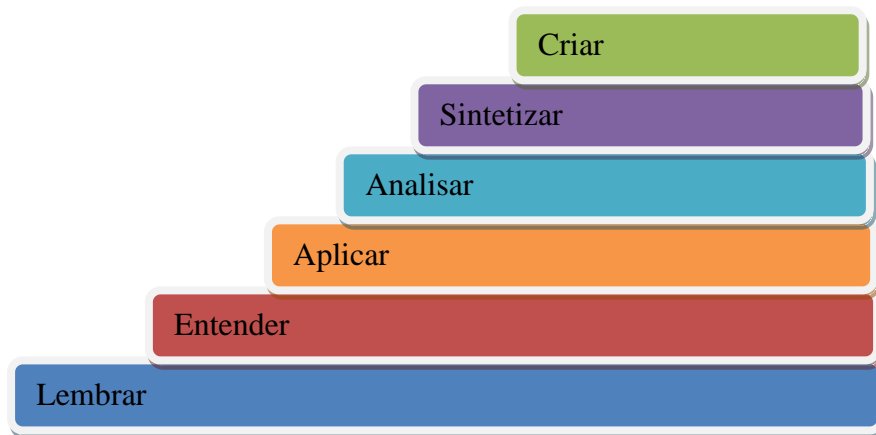 Criar
Sintetizar
Analisar
Aplicar
Entender
Lembrar